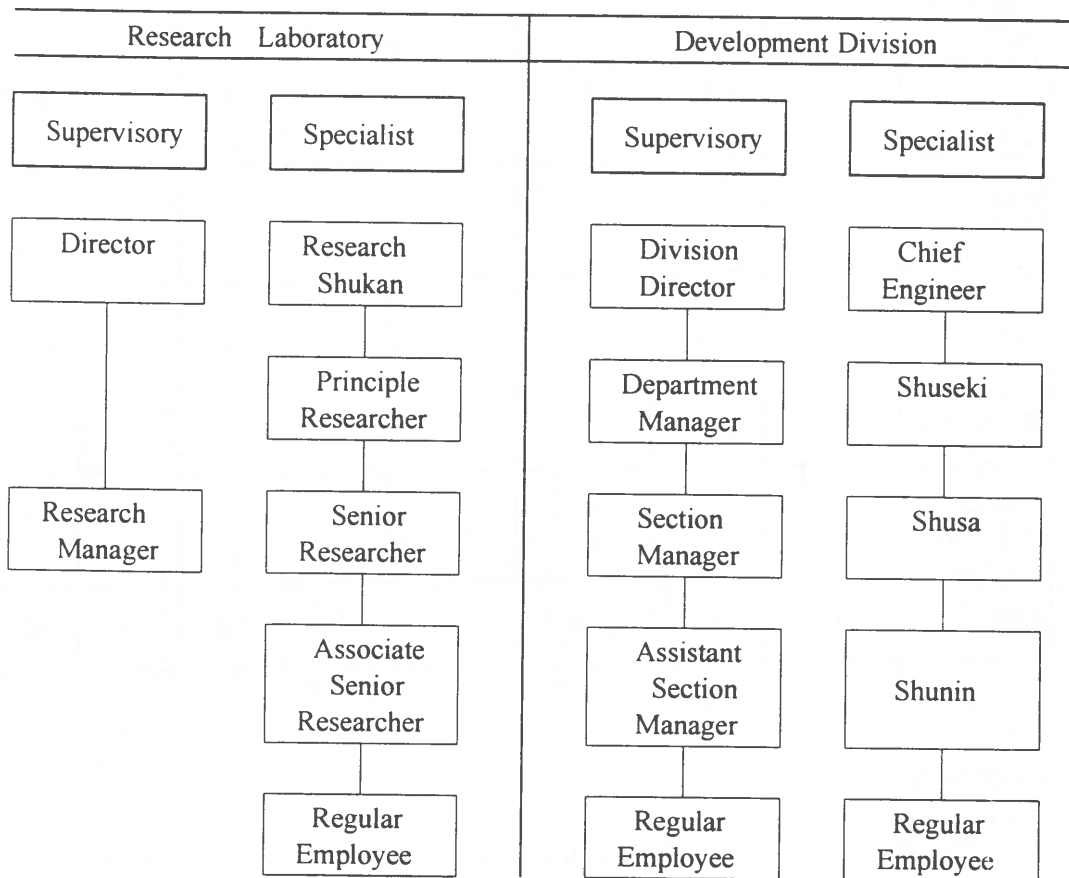 Research Laboratory
Development Division
Supervisory
Specialist
Supervisory
Specialist
Director
Research
Shukan
Division
Director
Chief
Engineer
Principle
Researcher
Department
Manager
Shuseki
Research
Manager
Senior
Researcher
Section
Manager
Shusa
Associate
Senior
Researcher
Assistant
Section
Manager
Shunin
Regular
Employee
Regular
Employee
Regular
Employee